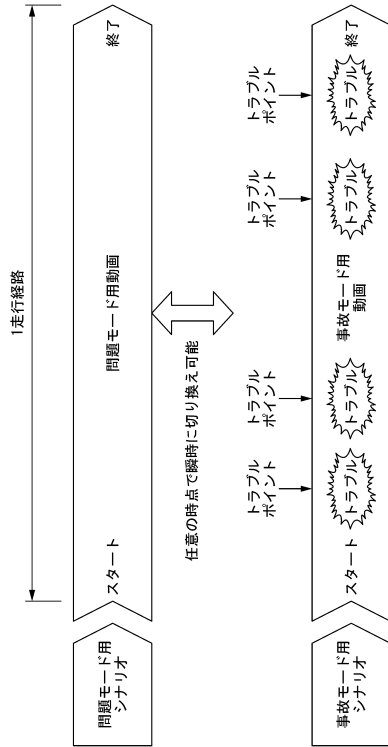 1走行経路
問題モード用
シナリオ
スタート
問題モード用動画
終了
任意の時点で瞬時に切り換え可能
トラブル
ポイント
トラブル
ポイント
トラブル
ポイント
トラブル
ポイント
事故モード用
シナリオ
スタート
トラブル
トラブル
事故モード用
動画
トラブル
トラブル
終了